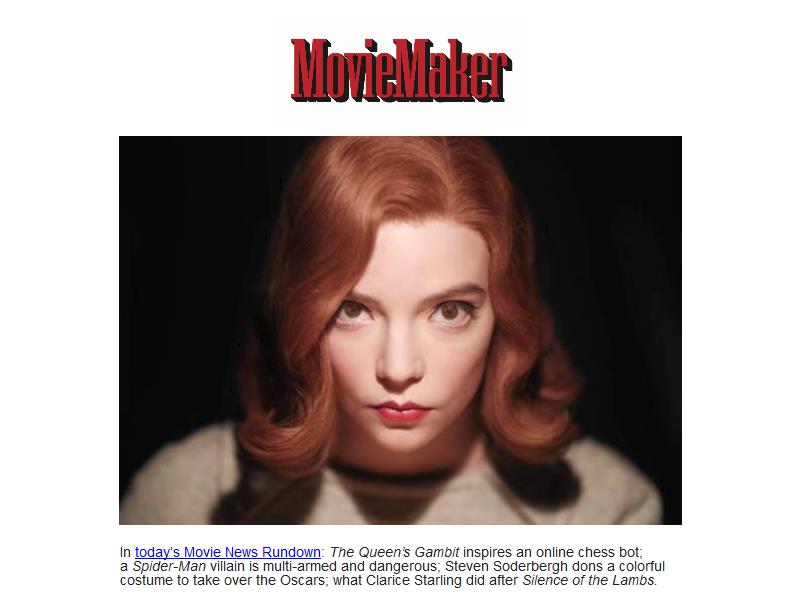 MovieMaker
In today's Movie News Rundown: The Queen's Gambit inspires an online chess bot;
a Spider-Man villain is multi-armed and dangerous; Steven Soderbergh dons a colorful
costume to take over the Oscars; what Clarice Starling did after Silence of the Lambs.